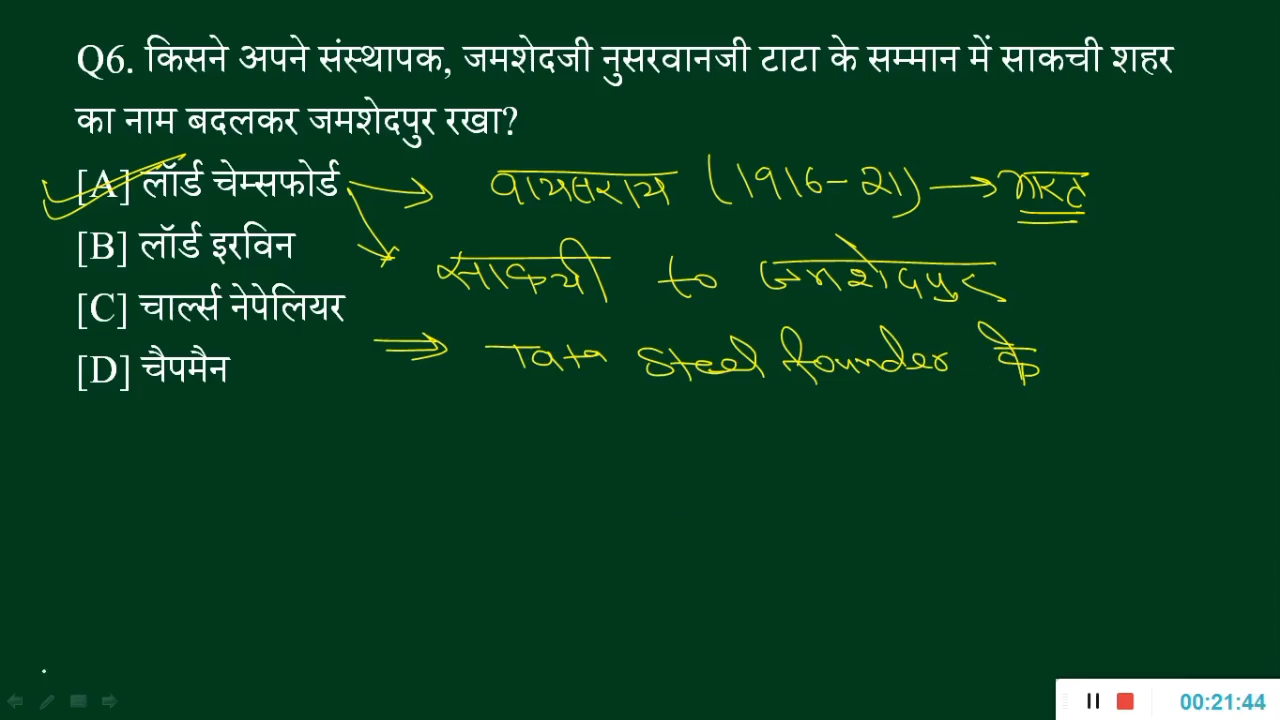 Q6. किसने अपने संस्थापक, जमशेदजी नुसरवानजी टाटा के सम्मान में साकची शहर
का नाम बदलकर जमशेदपुर रखा?
[A] लॉर्ड चेम्सफोर्ड वायसराय (1916-21) → भारत
[B] लॉर्ड इरविन साकची to जमशेदपुर
[C] चार्ल्स नेपेलियर
⇒ Tata Steel founder के
[D] चैपमैन
00:21:44